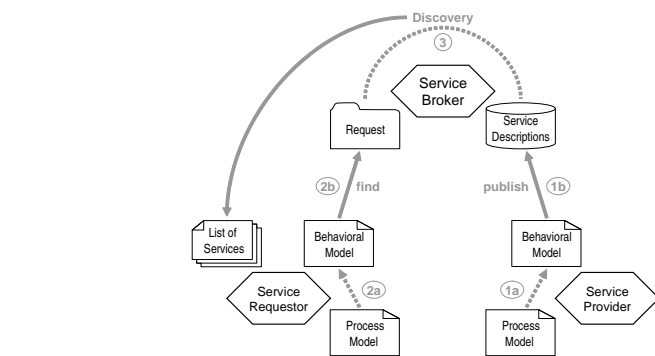 Discovery
3
Service
Broker
Request
Service
Descriptions
2b
find
publish
1b
List of
Services
Behavioral
Model
Behavioral
Model
Service
Requestor
2a
1a
Service
Provider
Process
Model
Process
Model